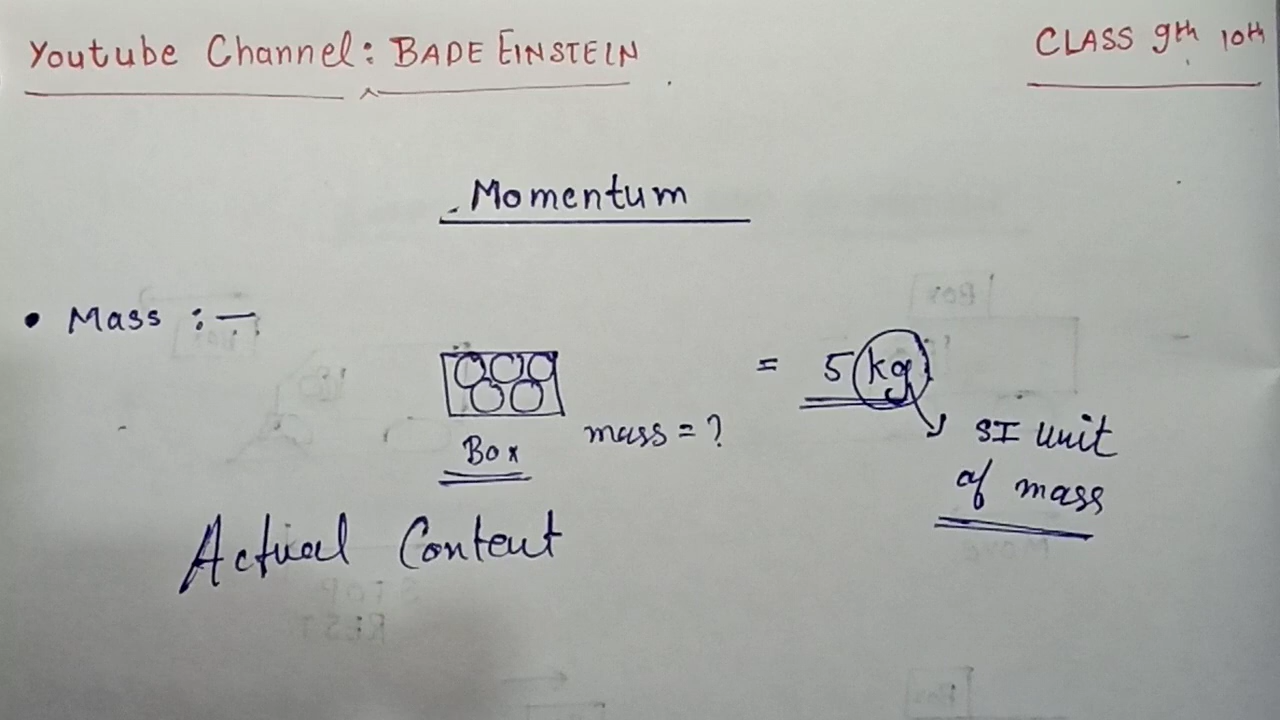 Youtube Channel: BADE EINSTEIN
CLASS 9th 10th
Momentum
• Mass :—
= 5 kg
mass = ?
Box
SI Unit
of mass
Actual Content